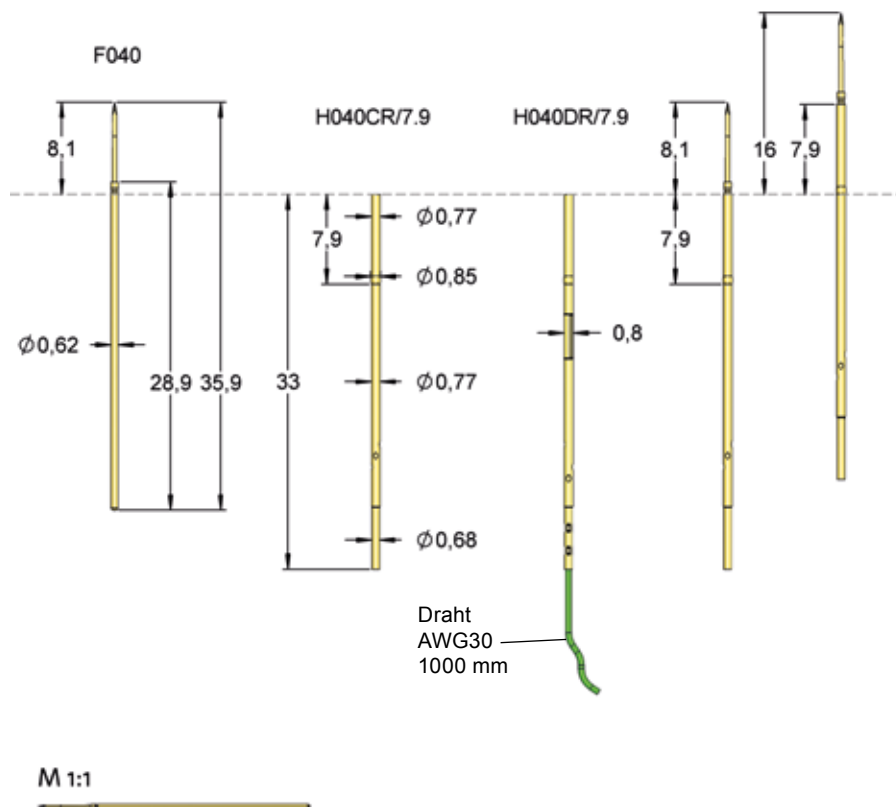 F040
H040CR/7.9
H040DR/7.9
8,1
8,1
16
7,9
7,9
Ø0,77
7,9
Ø0,85
Ø0,62
0,8
28,9
35,9
33
Ø0,77
Ø0,68
Draht
AWG30
1000 mm
M 1:1